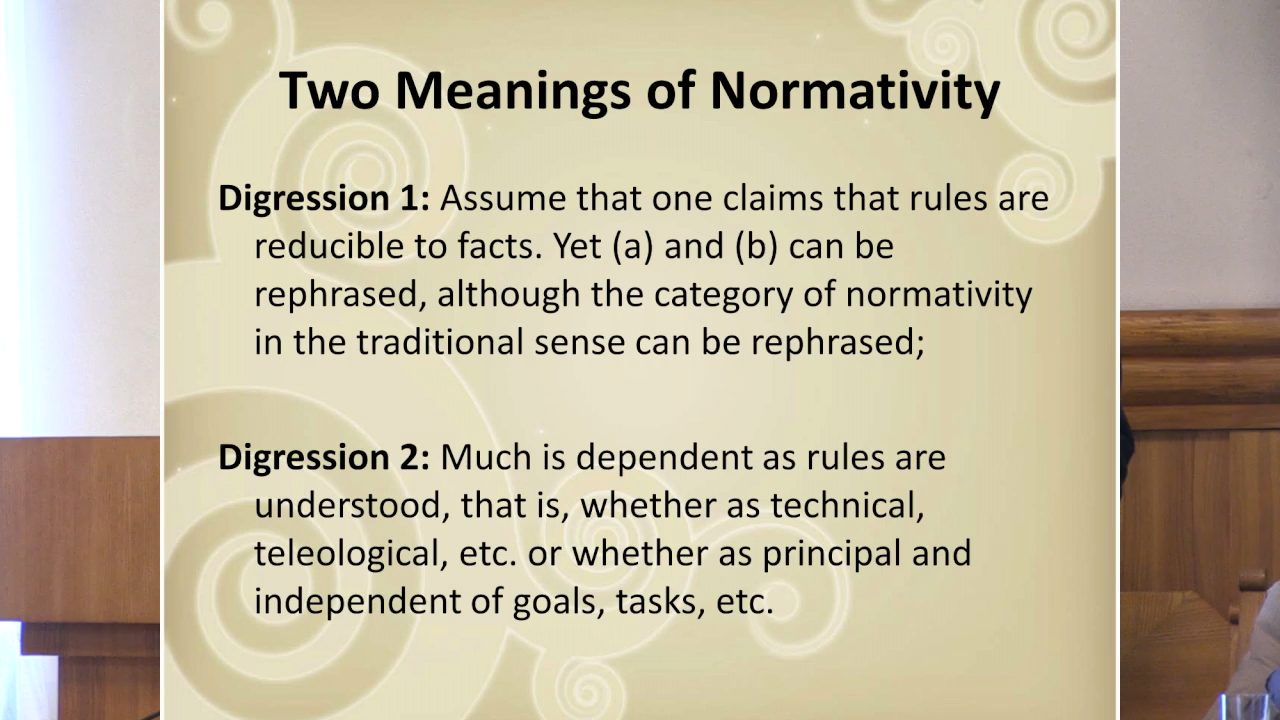 Two Meanings of Normativity
Digression 1: Assume that one claims that rules are
reducible to facts. Yet (a) and (b) can be
rephrased, although the category of normativity
in the traditional sense can be rephrased;
Digression 2: Much is dependent as rules are
understood, that is, whether as technical,
teleological, etc. or whether as principal and
independent of goals, tasks, etc.